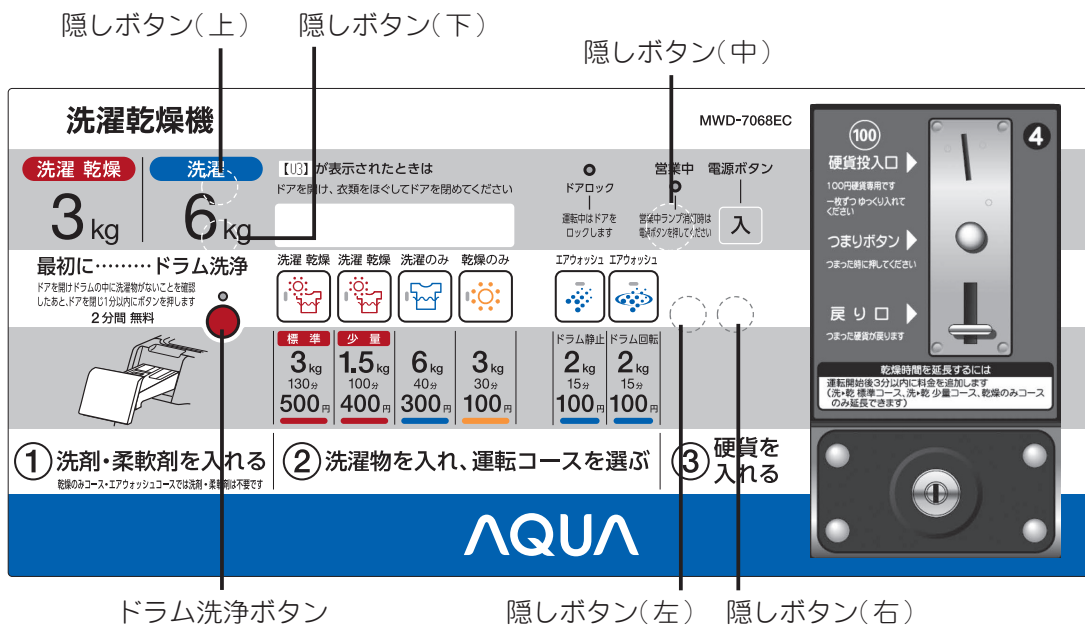 隠しボタン(上)
隠しボタン(下)
隠しボタン(中)
洗濯乾燥機
MWD-7068EC
洗濯 乾燥
3kg
洗濯
6kg
【U3】が表示されたときは
ドアを開け、衣類をほぐしてドアを閉めてください
ドアロック
運転中はドアを
ロックします
営業中
営業中ランプ消灯時は
電源ボタンを押してください
電源ボタン
入
最初に………ドラム洗浄
ドアを開けドラムの中に洗濯物がないことを確認
したあと、ドアを閉じ1分以内にボタンを押します
2分間 無料
洗濯 乾燥
洗濯 乾燥
洗濯のみ
乾燥のみ
エアウォッシュ
エアウォッシュ
標準
3kg
130分
500円
少量
1.5kg
100分
400円
6kg
40分
300円
3kg
30分
100円
ドラム静止
2kg
15分
100円
ドラム回転
2kg
15分
100円
①洗剤・柔軟剤を入れる
乾燥のみコース・エアウォッシュコースでは洗剤・柔軟剤は不要です
②洗濯物を入れ、運転コースを選ぶ
③硬貨を
入れる
100
4
硬貨投入口
100円硬貨専用です
一枚ずつ ゆっくり入れて
ください
つまりボタン
つまった時に押してください
戻り口
つまった硬貨が戻ります
乾燥時間を延長するには
運転開始後3分以内に料金を追加します
(洗▸乾 標準コース、洗▸乾 少量コース、乾燥のみコース
のみ延長できます)
AQUA
ドラム洗浄ボタン
隠しボタン(左)
隠しボタン(右)